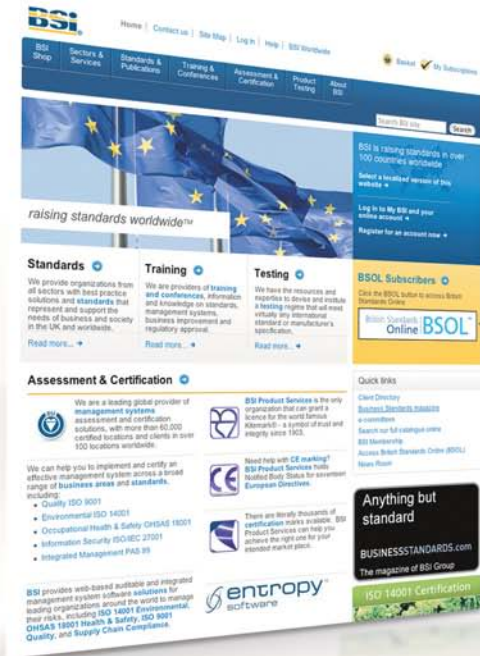 BSi.
Home | Contact us | Site Map | Log in | Help | BSI Worldwide
Basket My Subscriptions
BSI Shop
Sectors & Services
Standards & Publications
Training & Conferences
Assessment & Certification
Product Testing
About BSI
Search BSI site
Search
raising standards worldwide™
BSI is raising standards in over
100 countries worldwide
Select a localized version of this
website
Log in to My BSI and your
online account
Register for an account now
Standards
We provide organizations from
all sectors with best practice
solutions and standards that
represent and support the
needs of business and society
in the UK and worldwide.
Read more...
Training
We are providers of training
and conferences, information
and knowledge on standards,
management systems,
business improvement and
regulatory approval.
Read more...
Testing
We have the resources and
expertise to devise and institute
a testing regime that will meet
virtually any international
standard or manufacturer's
specification.
Read more...
BSOL Subscribers
Click the BSOL button to access British
Standards Online
British Standards
Online BSOL
Assessment & Certification
We are a leading global provider of
management systems
assessment and certification
solutions, with more than 60,000
certified locations and clients in over
100 locations worldwide.
We can help you to implement and certify an
effective management system across a broad
range of business areas and standards,
including:
Quality ISO 9001
Environmental ISO 14001
Occupational Health & Safety OHSAS 18001
Information Security ISO/IEC 27001
Integrated Management PAS 99
BSI provides web-based auditable and integrated
management system software solutions for
leading organizations around the world to manage
their risks, including ISO 14001 Environmental,
OHSAS 18001 Health & Safety, ISO 9001
Quality, and Supply Chain Compliance.
BSI Product Services is the only
organization that can grant a
licence for the world famous
Kitemark® - a symbol of trust and
integrity since 1903.
CE
Need help with CE marking?
BSI Product Services holds
Notified Body Status for seventeen
European Directives.
There are literally thousands of
certification marks available. BSI
Product Services can help you
achieve the right one for your
intended market place.
entropy
software
Quick links
Client Directory
Business Standards magazine
e-committees
Search our full catalogue online
BSI Membership
Access British Standards Online (BSOL)
News Room
Anything but
standard
BUSINESSSTANDARDS.com
The magazine of BSI Group
ISO 14001 Certification